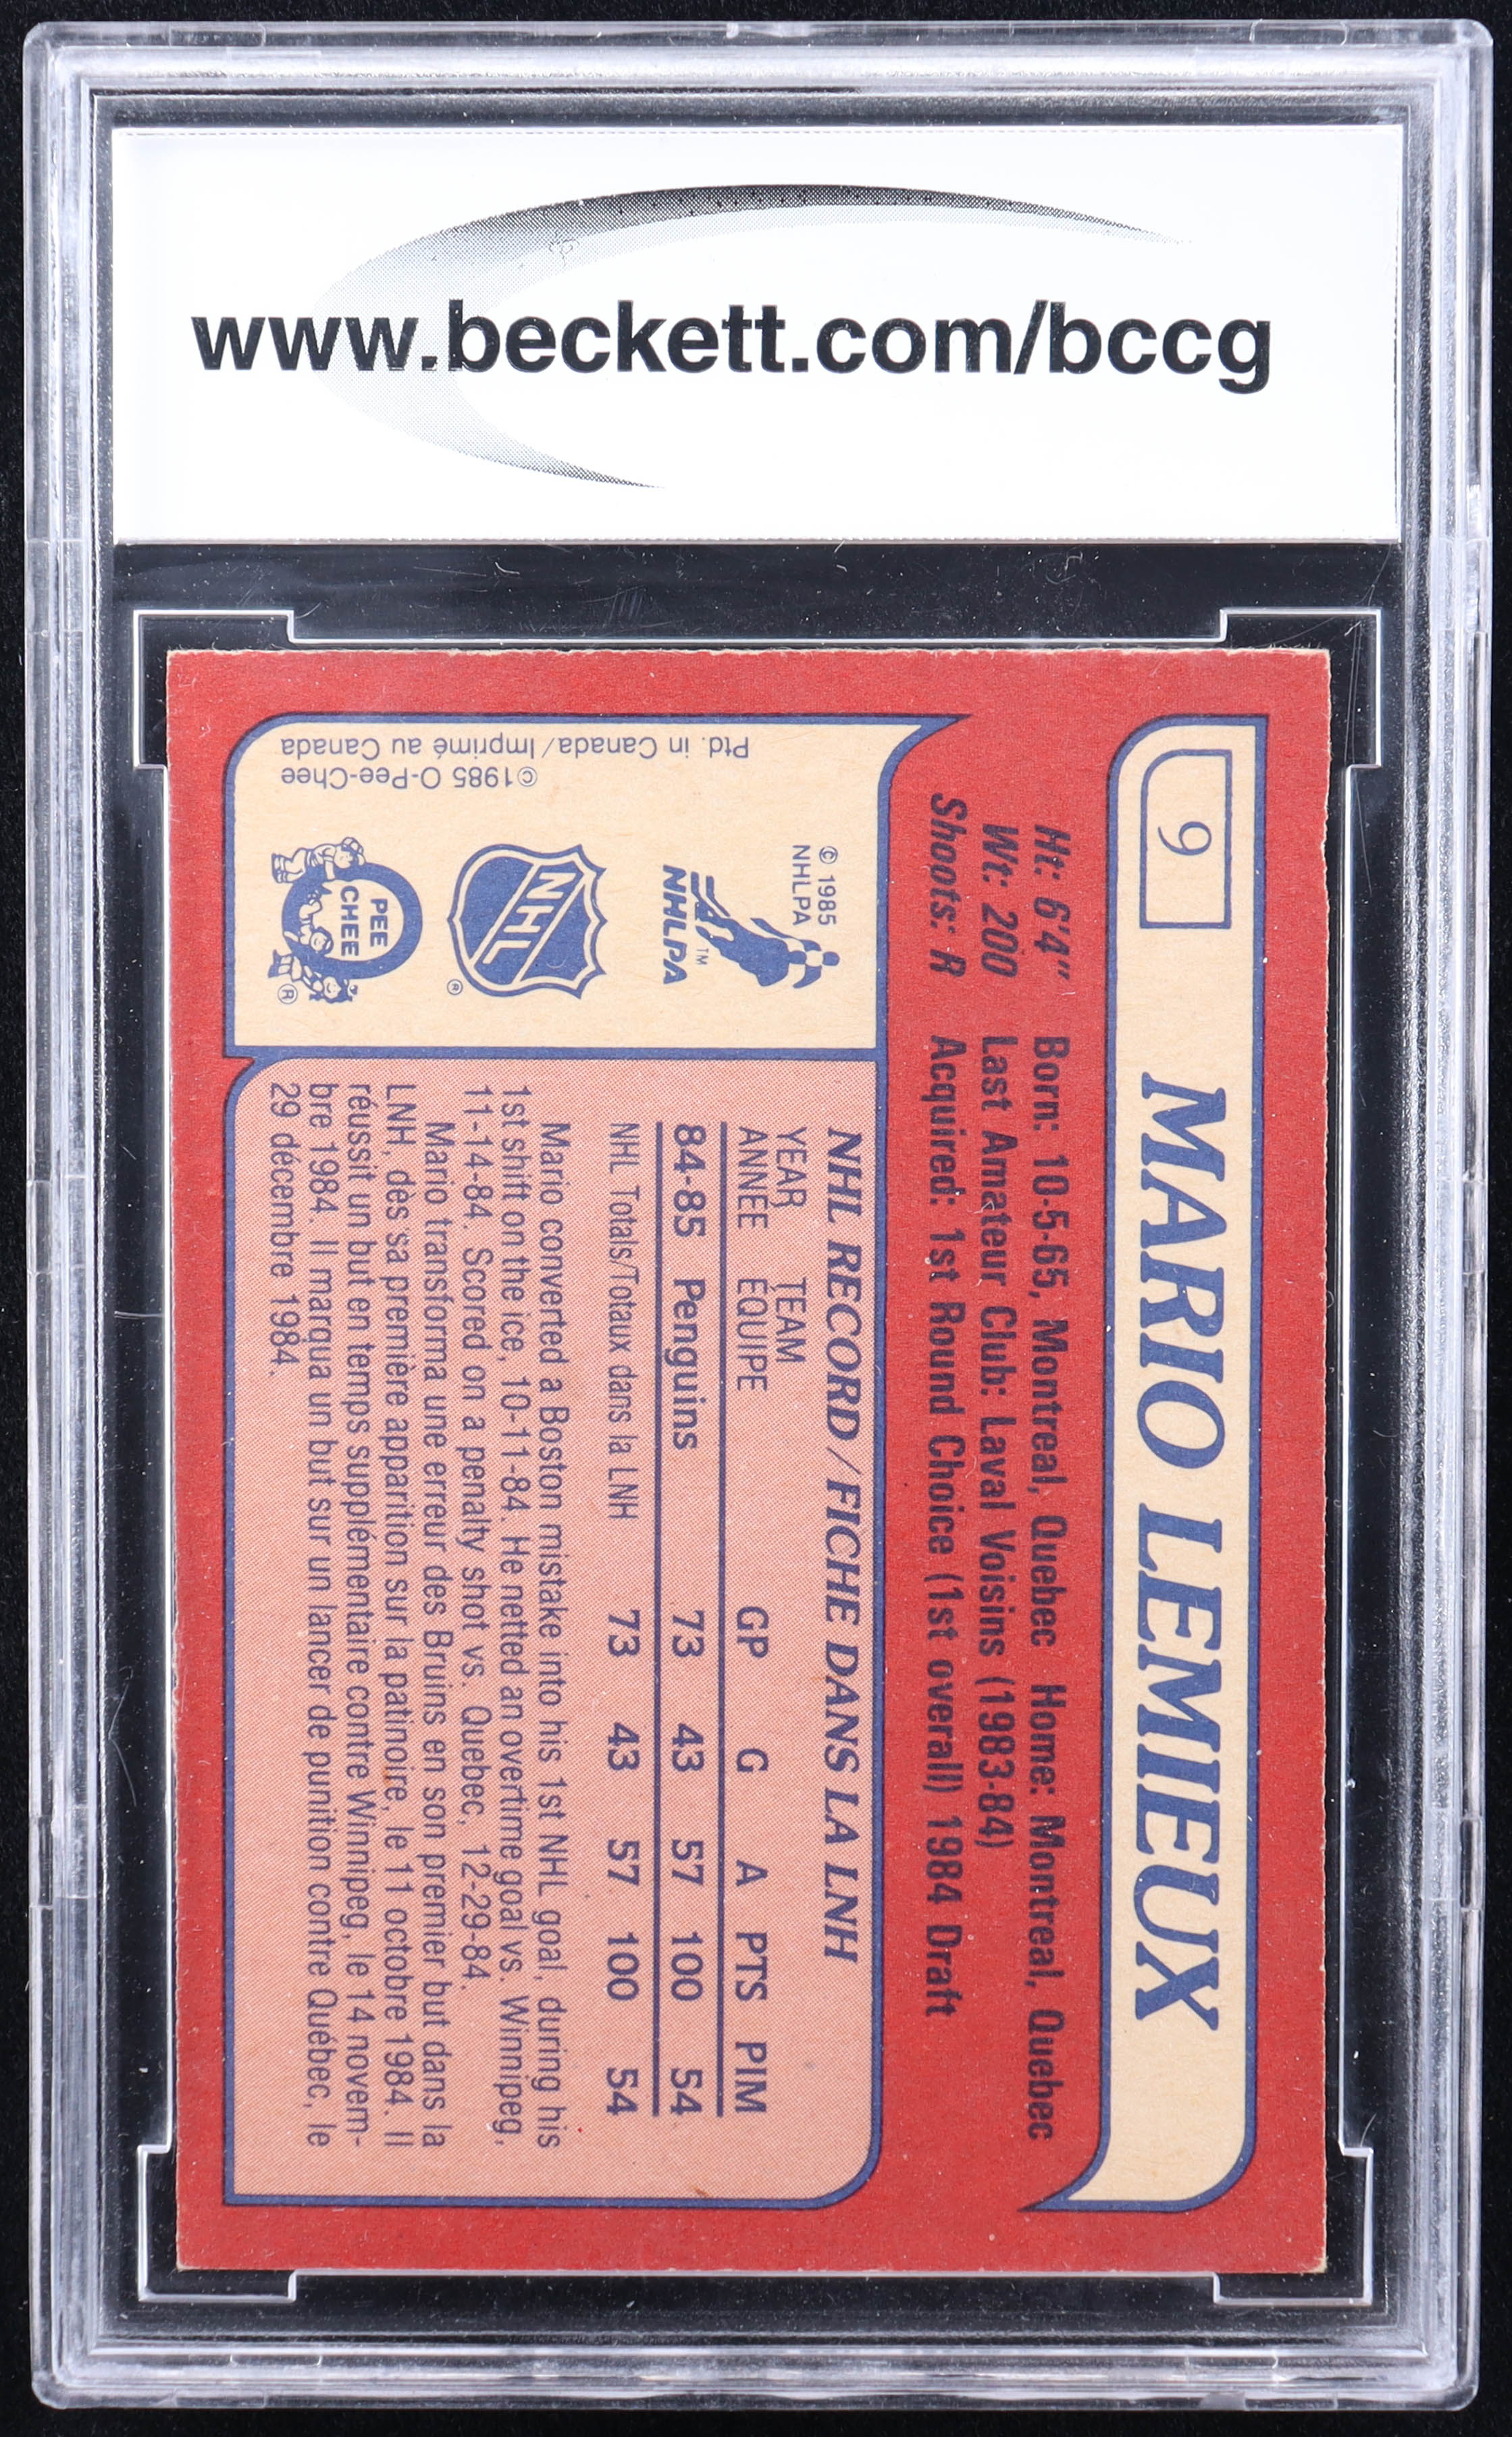 www.beckett.com/bccg
9
MARIO LEMIEUX
Ht: 6'4" Born: 10-5-65, Montreal, Quebec Home: Montreal, Quebec
Wt: 200 Last Amateur Club: Laval Voisins (1983-84)
Shoots: R Acquired: 1st Round Choice (1st overall) 1984 Draft
© 1985
NHLPA
TM
NHLPA
NHL
®
PEE
CHEE
®
©1985 O-Pee-Chee
Ptd. in Canada/Imprimé au Canada
NHL RECORD/FICHE DANS LA LNH
YEAR TEAM
ANNÉE ÉQUIPE GP G A PTS PIM
84-85 Penguins 73 43 57 100 54
NHL Totals/Totaux dans la LNH 73 43 57 100 54
Mario converted a Boston mistake into his 1st NHL goal, during his
1st shift on the ice, 10-11-84. He netted an overtime goal vs. Winnipeg,
11-14-84. Scored on a penalty shot vs. Quebec, 12-29-84.
Mario transforma une erreur des Bruins en son premier but dans la
LNH, dès sa première apparition sur la patinoire, le 11 octobre 1984. Il
réussit un but en temps supplémentaire contre Winnipeg, le 14 novem-
bre 1984. Il marqua un but sur un lancer de punition contre Québec, le
29 décembre 1984.